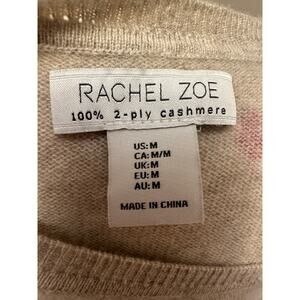 RACHEL ZOE
100% 2-ply cashmere
US: M
CA: M/M
UK: M
EU: M
AU: M
MADE IN CHINA